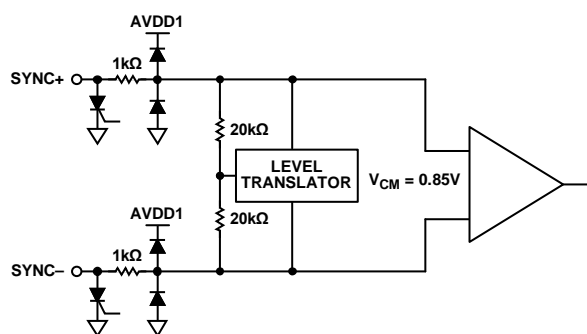 AVDD1
1kΩ
SYNC+
20kΩ
LEVEL
TRANSLATOR
VCM = 0.85V
20kΩ
AVDD1
1kΩ
SYNC–